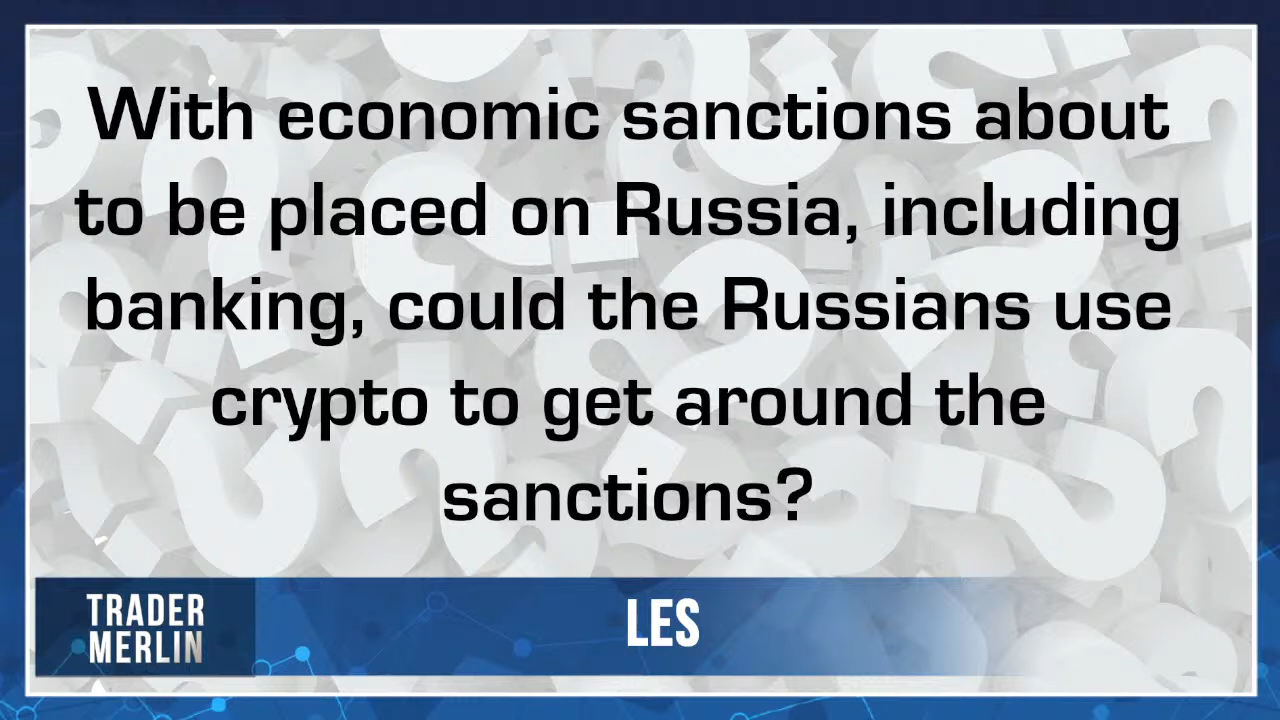 With economic sanctions about
to be placed on Russia, including
banking, could the Russians use
crypto to get around the
sanctions?
TRADER
MERLIN
LES